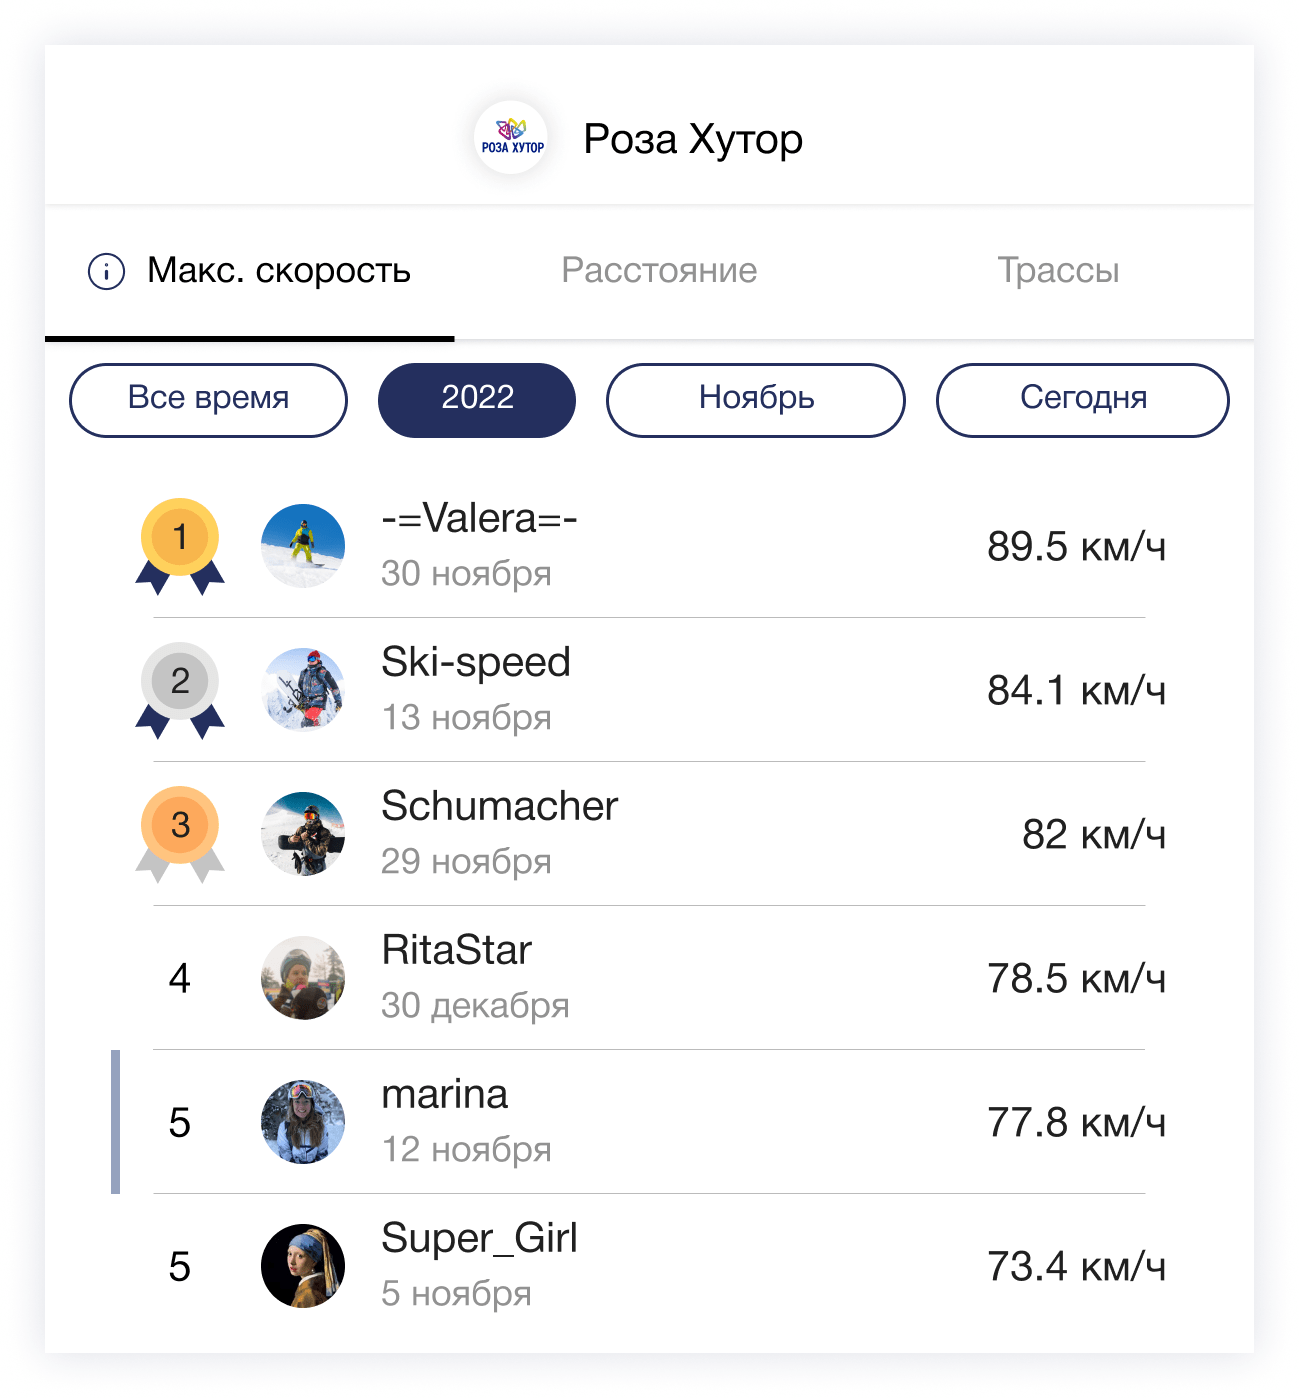 РОЗА ХУТОР
Роза Хутор
i Макс. скорость Расстояние Трассы
Все время 2022 Ноябрь Сегодня
1 -=Valera=- 89.5 км/ч
30 ноября
2 Ski-speed 84.1 км/ч
13 ноября
3 Schumacher 82 км/ч
29 ноября
4 RitaStar 78.5 км/ч
30 декабря
5 marina 77.8 км/ч
12 ноября
5 Super_Girl 73.4 км/ч
5 ноября